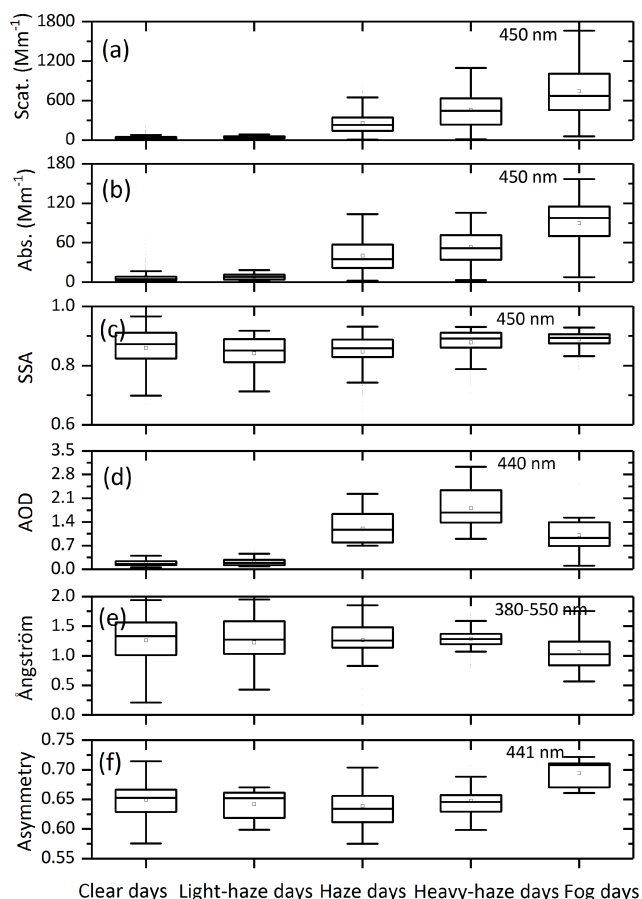 1800
1200
600
0
Scat. (Mm⁻¹)
(a)
450 nm
180
120
60
0
Abs. (Mm⁻¹)
(b)
450 nm
1.0
0.8
0.6
SSA
(c)
450 nm
3.5
2.8
2.1
1.4
0.7
0.0
AOD
(d)
440 nm
2.0
1.5
1.0
0.5
0.0
Ångström
(e)
380-550 nm
0.75
0.70
0.65
0.60
0.55
Asymmetry
(f)
441 nm
Clear days Light-haze days Haze days Heavy-haze days Fog days